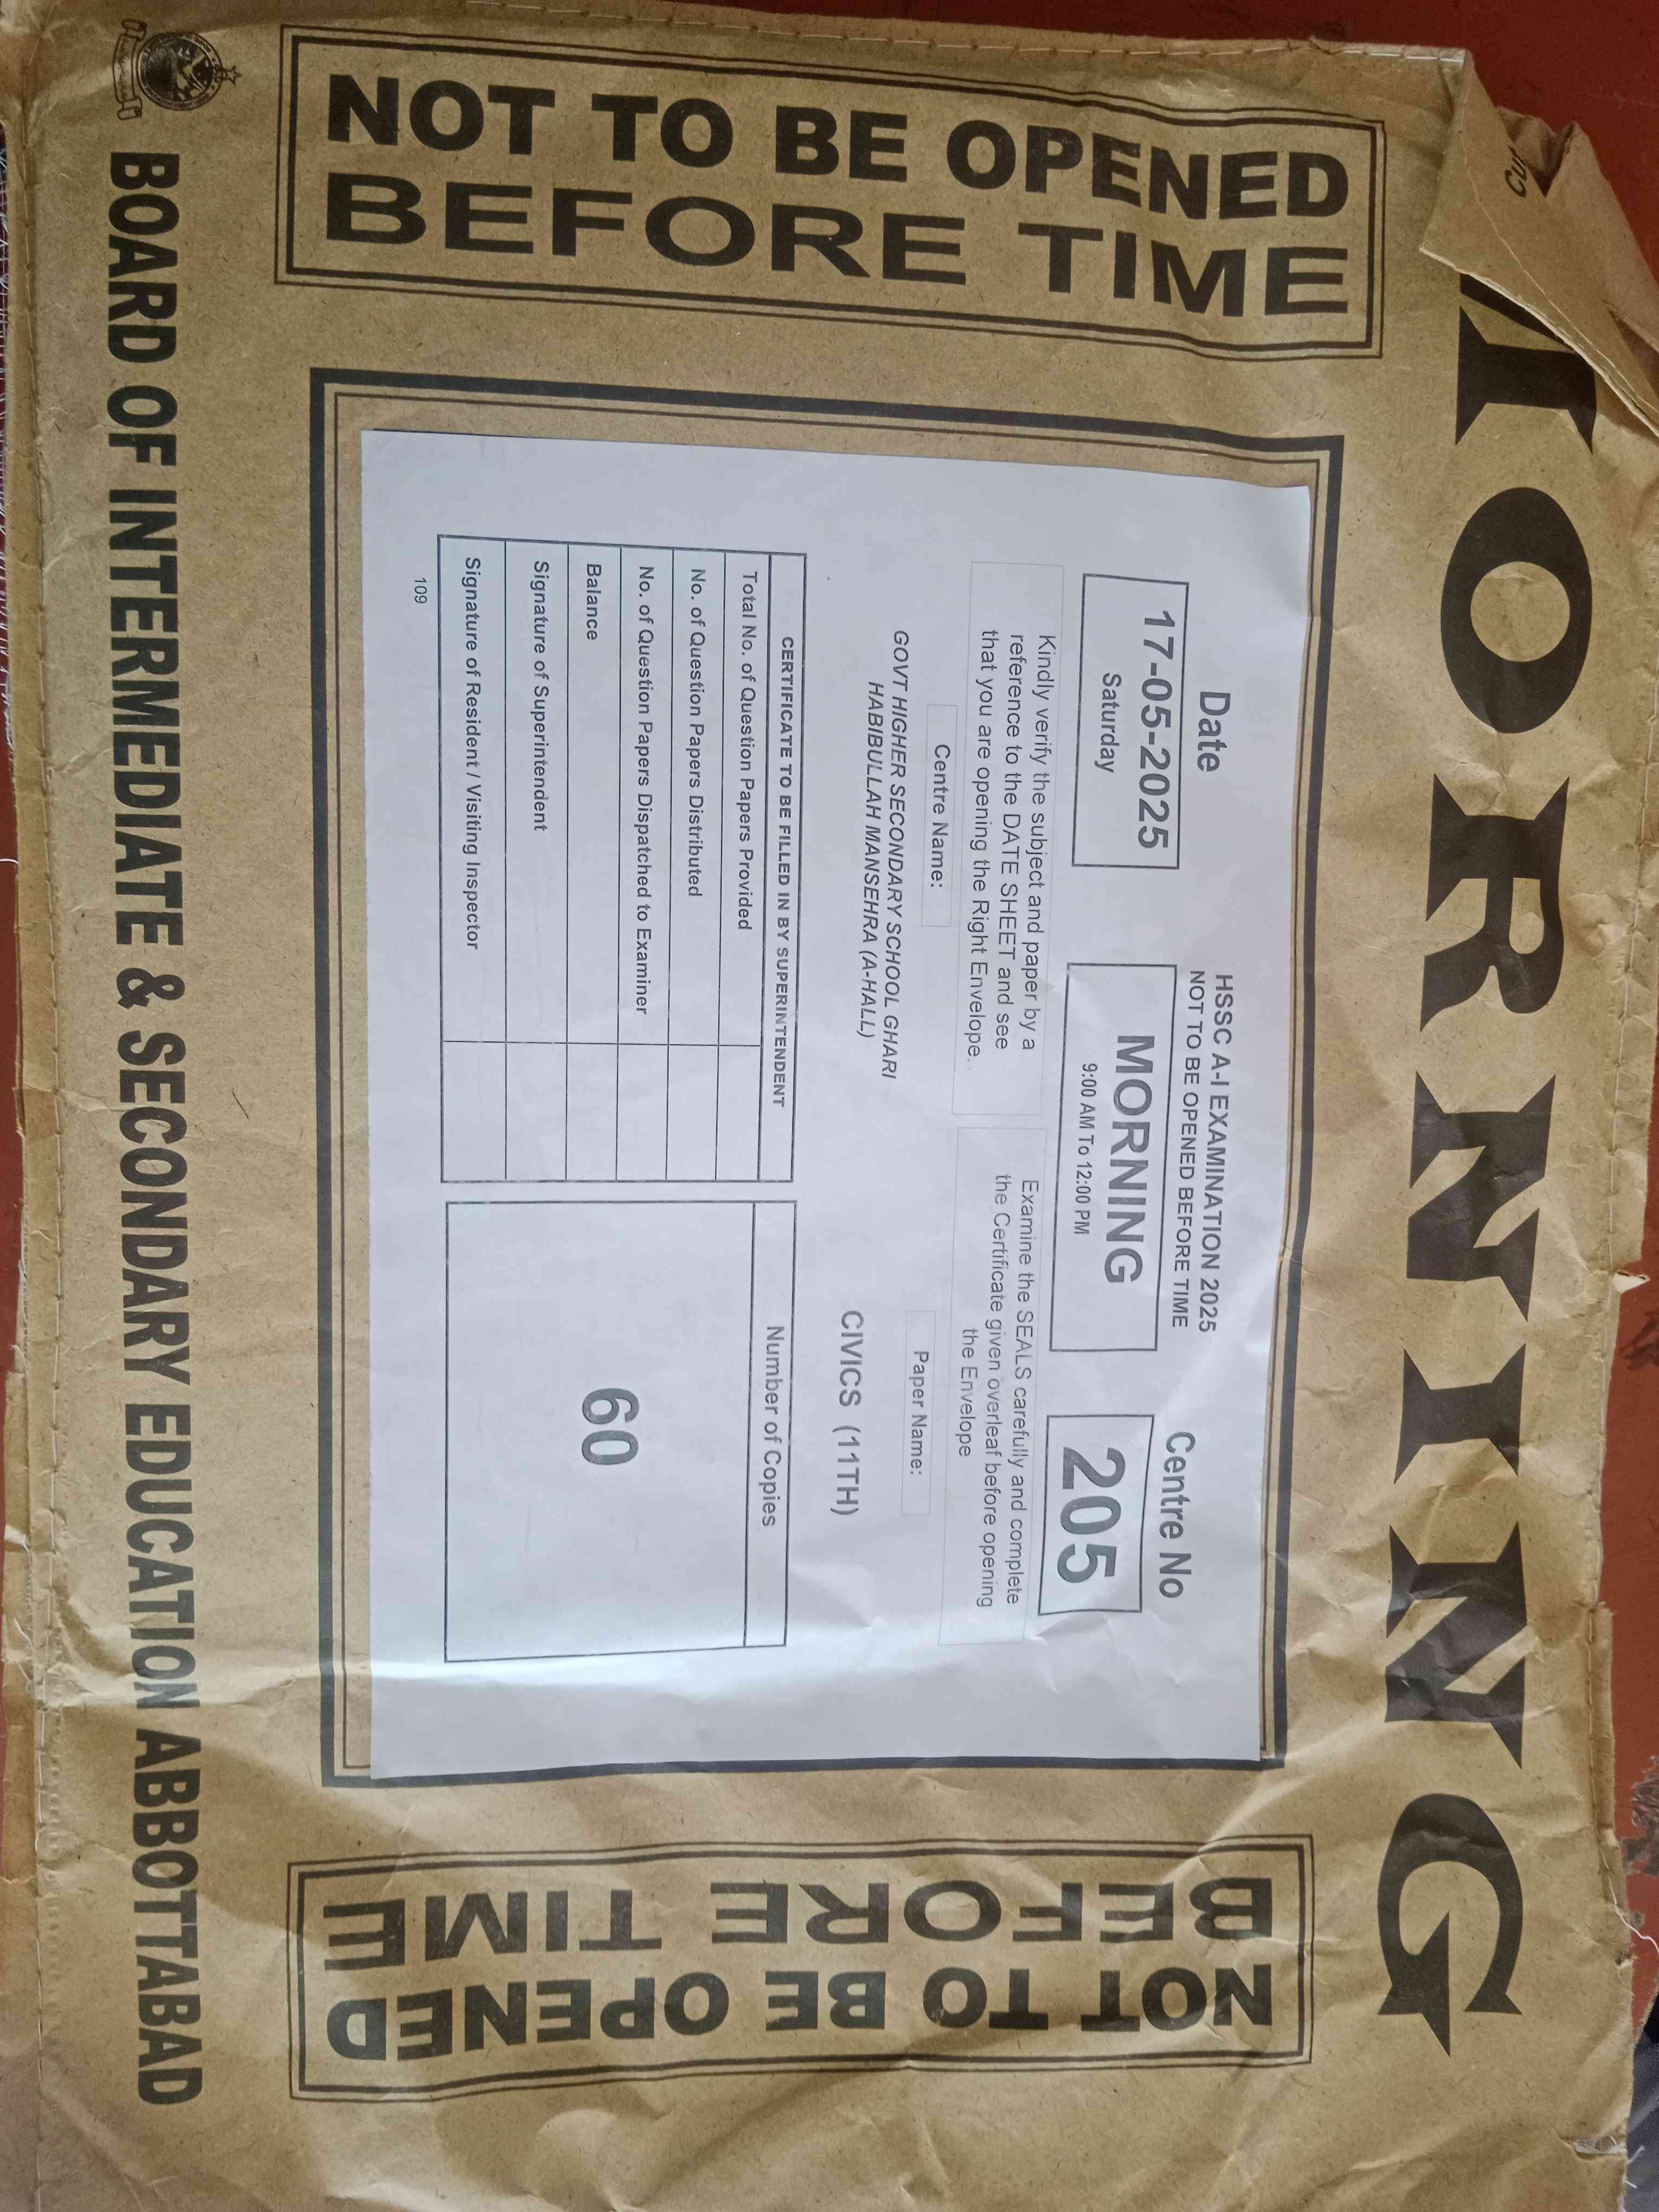 MORNING
NOT TO BE OPENED
BEFORE TIME
Date
17-05-2025
Saturday
HSSC A-I EXAMINATION 2025
NOT TO BE OPENED BEFORE TIME
MORNING
9:00 AM To 12:00 PM
Centre No
205
Kindly verify the subject and paper by a
reference to the DATE SHEET and see
that you are opening the Right Envelope.
Examine the SEALS carefully and complete
the Certificate given overleaf before opening
the Envelope
Centre Name:
GOVT HIGHER SECONDARY SCHOOL GHARI
HABIBULLAH MANSEHRA (A-HALL)
Paper Name:
CIVICS (11TH)
CERTIFICATE TO BE FILLED IN BY SUPERINTENDENT
Total No. of Question Papers Provided
No. of Question Papers Distributed
No. of Question Papers Dispatched to Examiner
Balance
Signature of Superintendent
Signature of Resident / Visiting Inspector
Number of Copies
60
109
NOT TO BE OPENED
BEFORE TIME
BOARD OF INTERMEDIATE & SECONDARY EDUCATION ABBOTTABAD